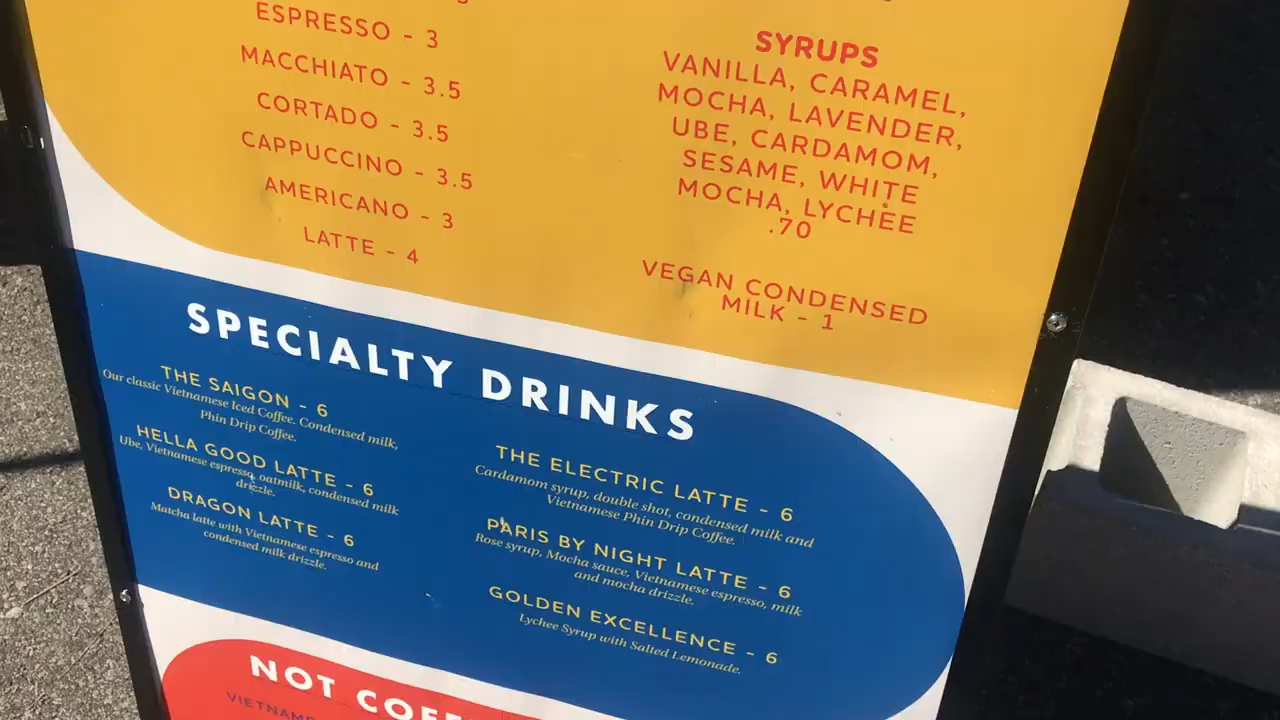 ESPRESSO - 3
MACCHIATO - 3.5
CORTADO - 3.5
CAPPUCCINO - 3.5
AMERICANO - 3
LATTE - 4
SYRUPS
VANILLA, CARAMEL,
MOCHA, LAVENDER,
UBE, CARDAMOM,
SESAME, WHITE
MOCHA, LYCHEE
.70
VEGAN CONDENSED
MILK - 1
SPECIALTY DRINKS
THE SAIGON - 6
Our classic Vietnamese Iced Coffee. Condensed milk,
Phin Drip Coffee.
HELLA GOOD LATTE - 6
Ube, Vietnamese espresso, oatmilk, condensed milk
drizzle.
DRAGON LATTE - 6
Matcha latte with Vietnamese espresso and
condensed milk drizzle.
THE ELECTRIC LATTE - 6
Cardamom syrup, double shot, condensed milk and
Vietnamese Phin Drip Coffee.
PARIS BY NIGHT LATTE - 6
Rose syrup, Mocha sauce, Vietnamese espresso, milk
and mocha drizzle.
GOLDEN EXCELLENCE - 6
Lychee Syrup with Salted Lemonade.
NOT